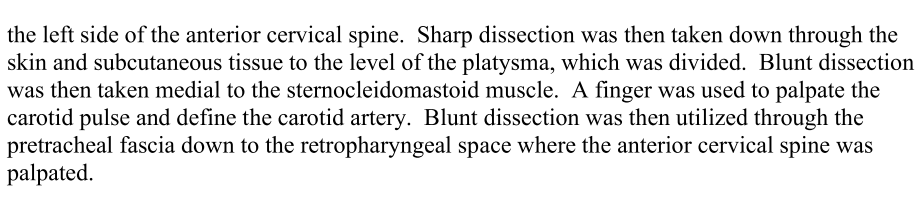 the left side of the anterior cervical spine.  Sharp dissection was then taken down through the
skin and subcutaneous tissue to the level of the platysma, which was divided.  Blunt dissection
was then taken medial to the sternocleidomastoid muscle.  A finger was used to palpate the
carotid pulse and define the carotid artery.  Blunt dissection was then utilized through the
pretracheal fascia down to the retropharyngeal space where the anterior cervical spine was
palpated.